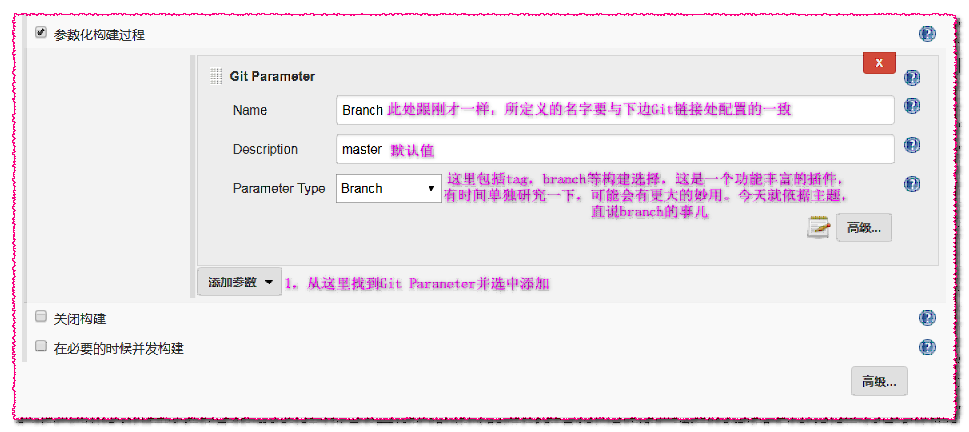 参数化构建过程
X
Git Parameter
Name
Branch 此处跟刚才一样，所定义的名字要与下边Git链接处配置的一致
Description
master 默认值
Parameter Type
Branch
这里包括tag，branch等构建选择，这是一个功能丰富的插件，
有时间单独研究一下，可能会有更大的妙用。今天就依据主题，
直说branch的事儿
高级...
添加参数
1，从这里找到Git Parameter并选中添加
关闭构建
在必要的时候并发构建
高级...